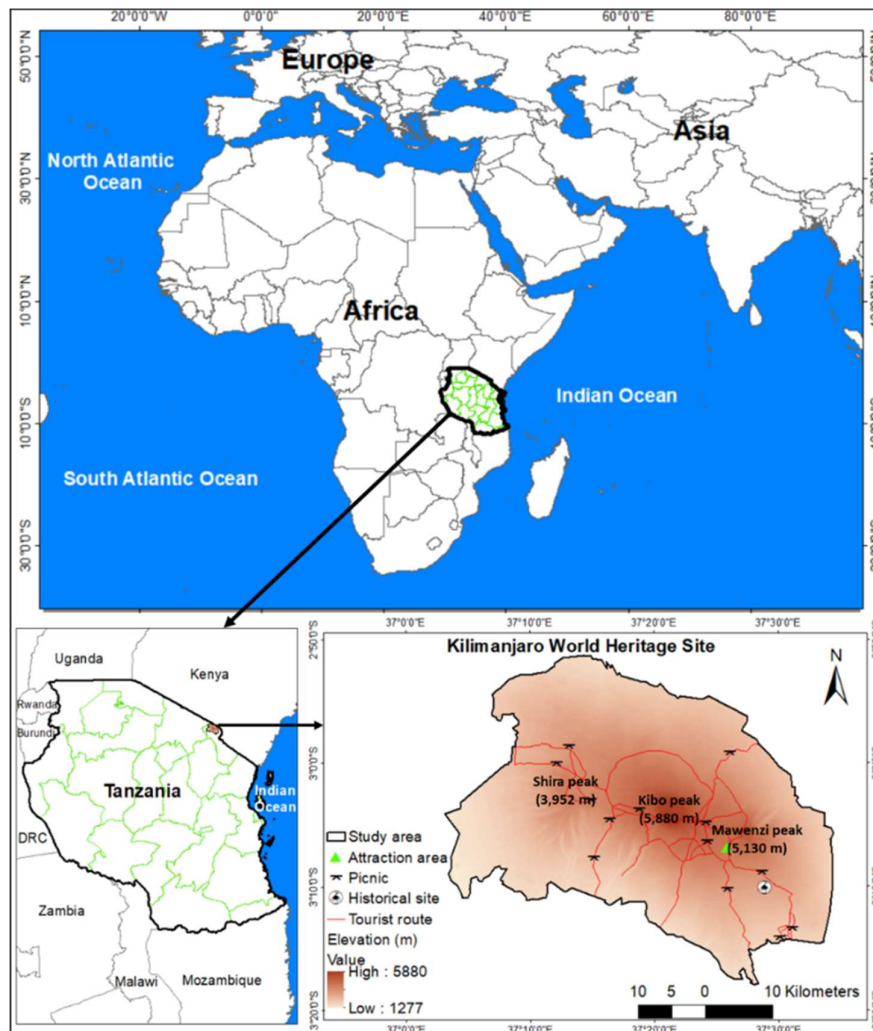 20°0'0"W 0°0'0" 20°0'0"E 40°0'0"E 60°0'0"E 80°0'0"E
50°0'0"N
30°0'0"N
10°0'0"N
10°0'0"S
30°0'0"S
Europe
Asia
North Atlantic
Ocean
Africa
Indian Ocean
South Atlantic Ocean
Uganda
Kenya
Rwanda
Burundi
Tanzania
Indian
Ocean
DRC
Zambia
Malawi
Mozambique
37°0'0"E 37°10'0"E 37°20'0"E 37°30'0"E
2°50'0"S
3°0'0"S
3°10'0"S
3°20'0"S
Kilimanjaro World Heritage Site
N
Shira peak
(3,952 m)
Kibo peak
(5,880 m)
Mawenzi peak
(5,130 m)
Study area
Attraction area
Picnic
Historical site
Tourist route
Elevation (m)
Value
High : 5880
Low : 1277
10 5 0 10 Kilometers
37°0'0"E 37°10'0"E 37°20'0"E 37°30'0"E